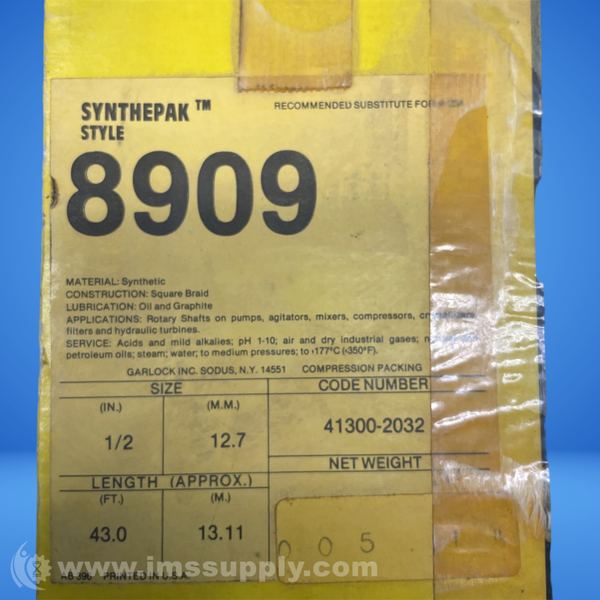 SYNTHEPAK™
RECOMMENDED SUBSTITUTE FOR
STYLE
8909
MATERIAL: Synthetic
CONSTRUCTION: Square Braid
LUBRICATION: Oil and Graphite
APPLICATIONS: Rotary Shafts on pumps, agitators, mixers, compressors,
filters and hydraulic turbines.
SERVICE: Acids and mild alkalies; pH 1-10; air and dry industrial gases;
petroleum oils; steam; water; to medium pressures; to ‹177°C (‹350°F).
GARLOCK INC. SODUS, N.Y. 14551 COMPRESSION PACKING
SIZE
CODE NUMBER
(IN.) (M.M.)
1/2 12.7
41300-2032
NET WEIGHT
LENGTH (APPROX.)
(FT.) (M.)
43.0 13.11
005
PRINTED IN U.S.A.
www.imssupply.com